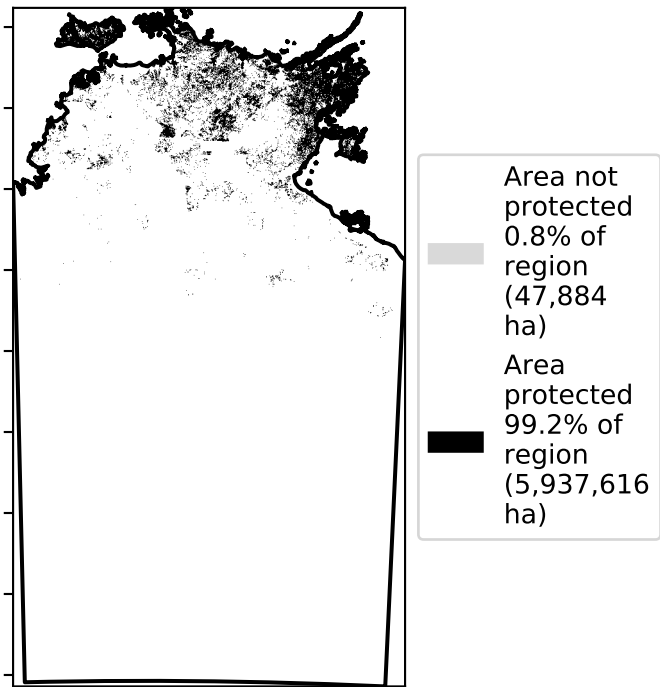 Area not
protected
0.8% of
region
(47,884
ha)
Area
protected
99.2% of
region
(5,937,616
ha)